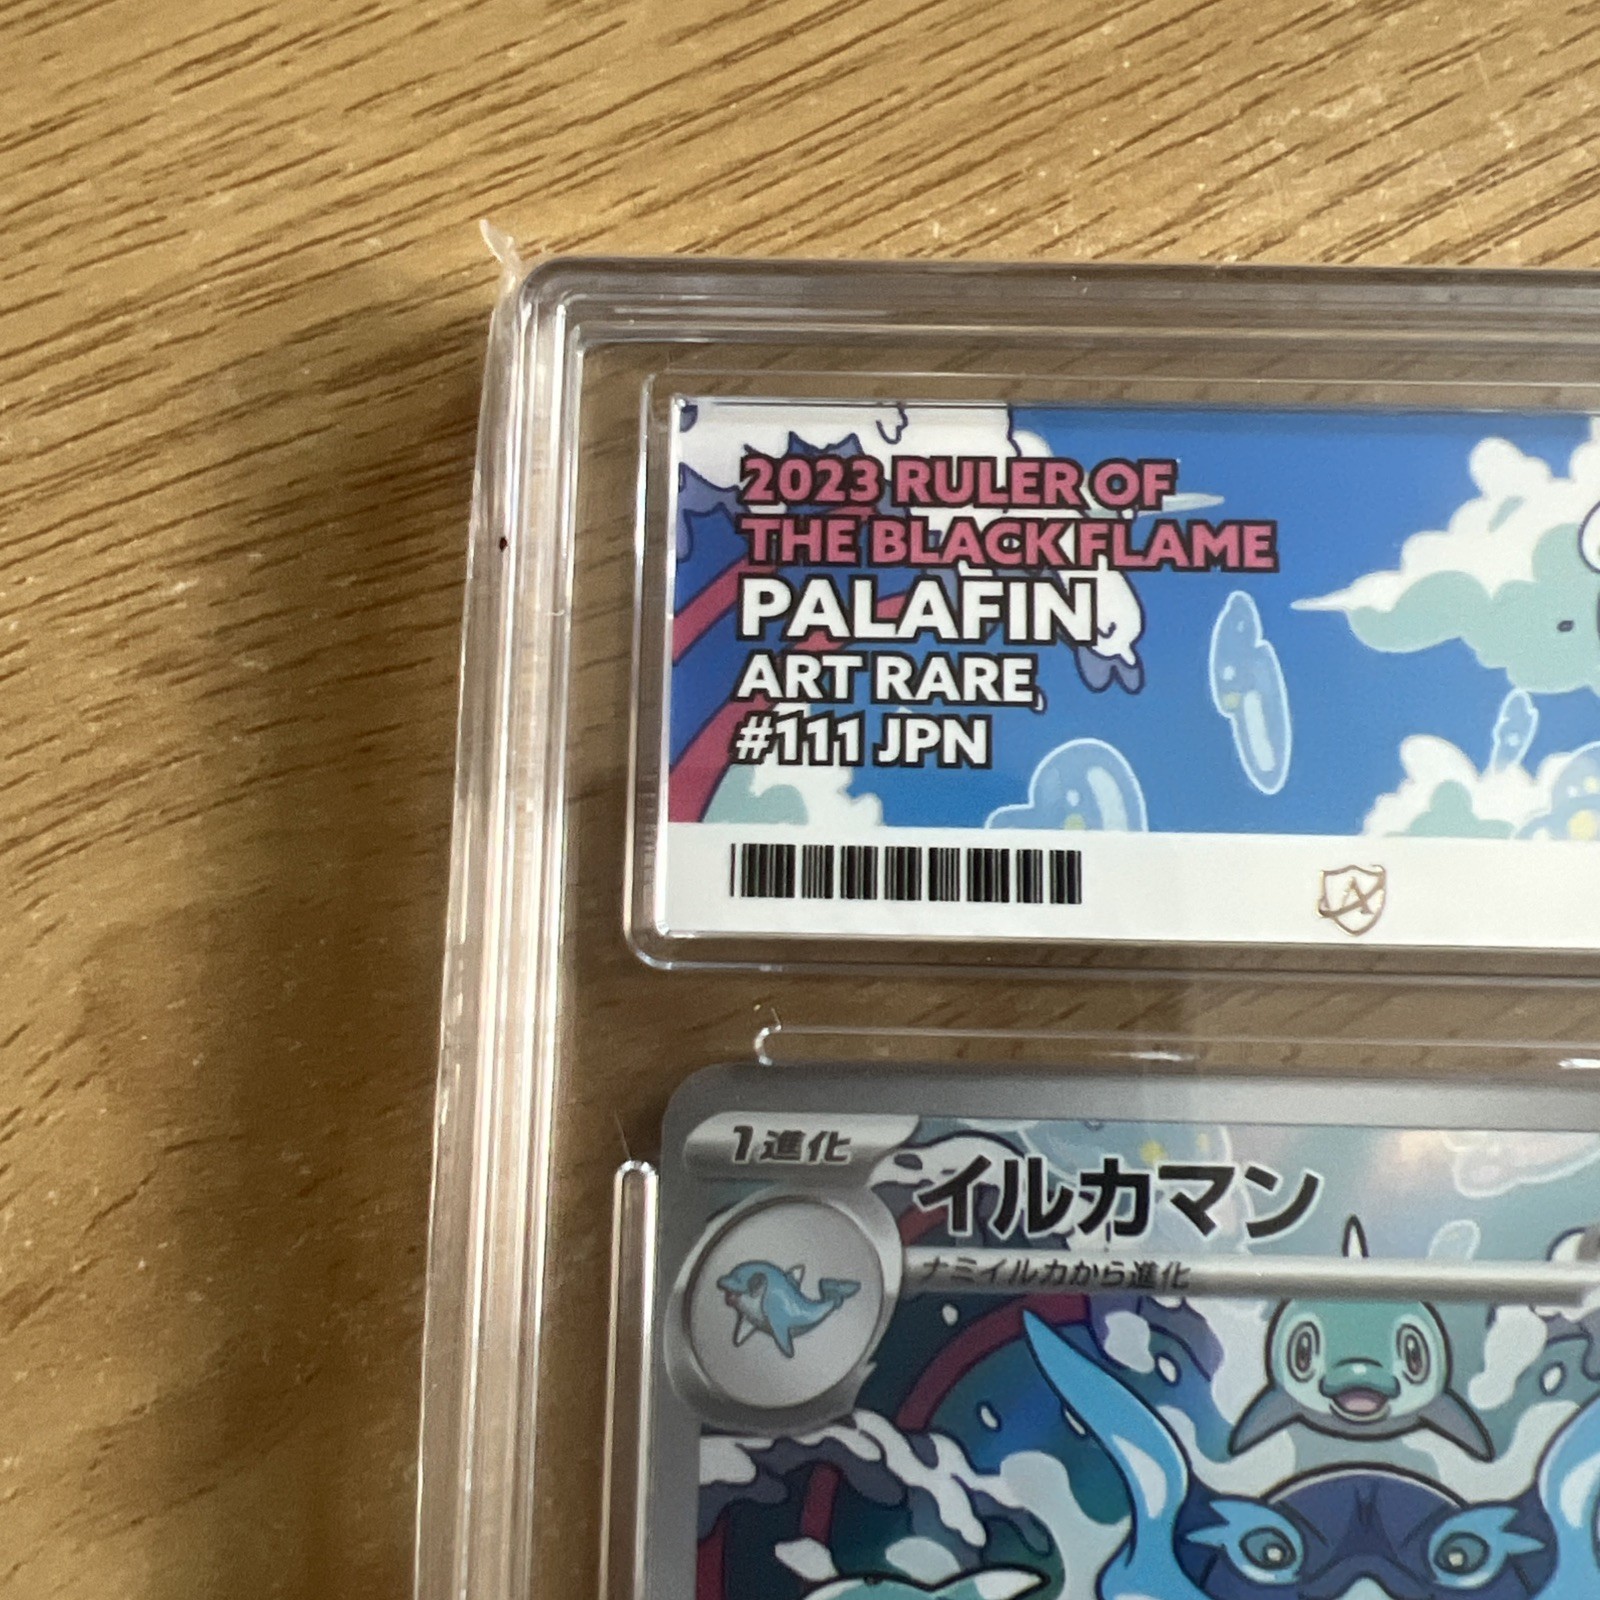 2023 RULER OF
THE BLACK FLAME
PALAFIN
ART RARE
#111 JPN
1進化
イルカマン
ナミイルカから進化